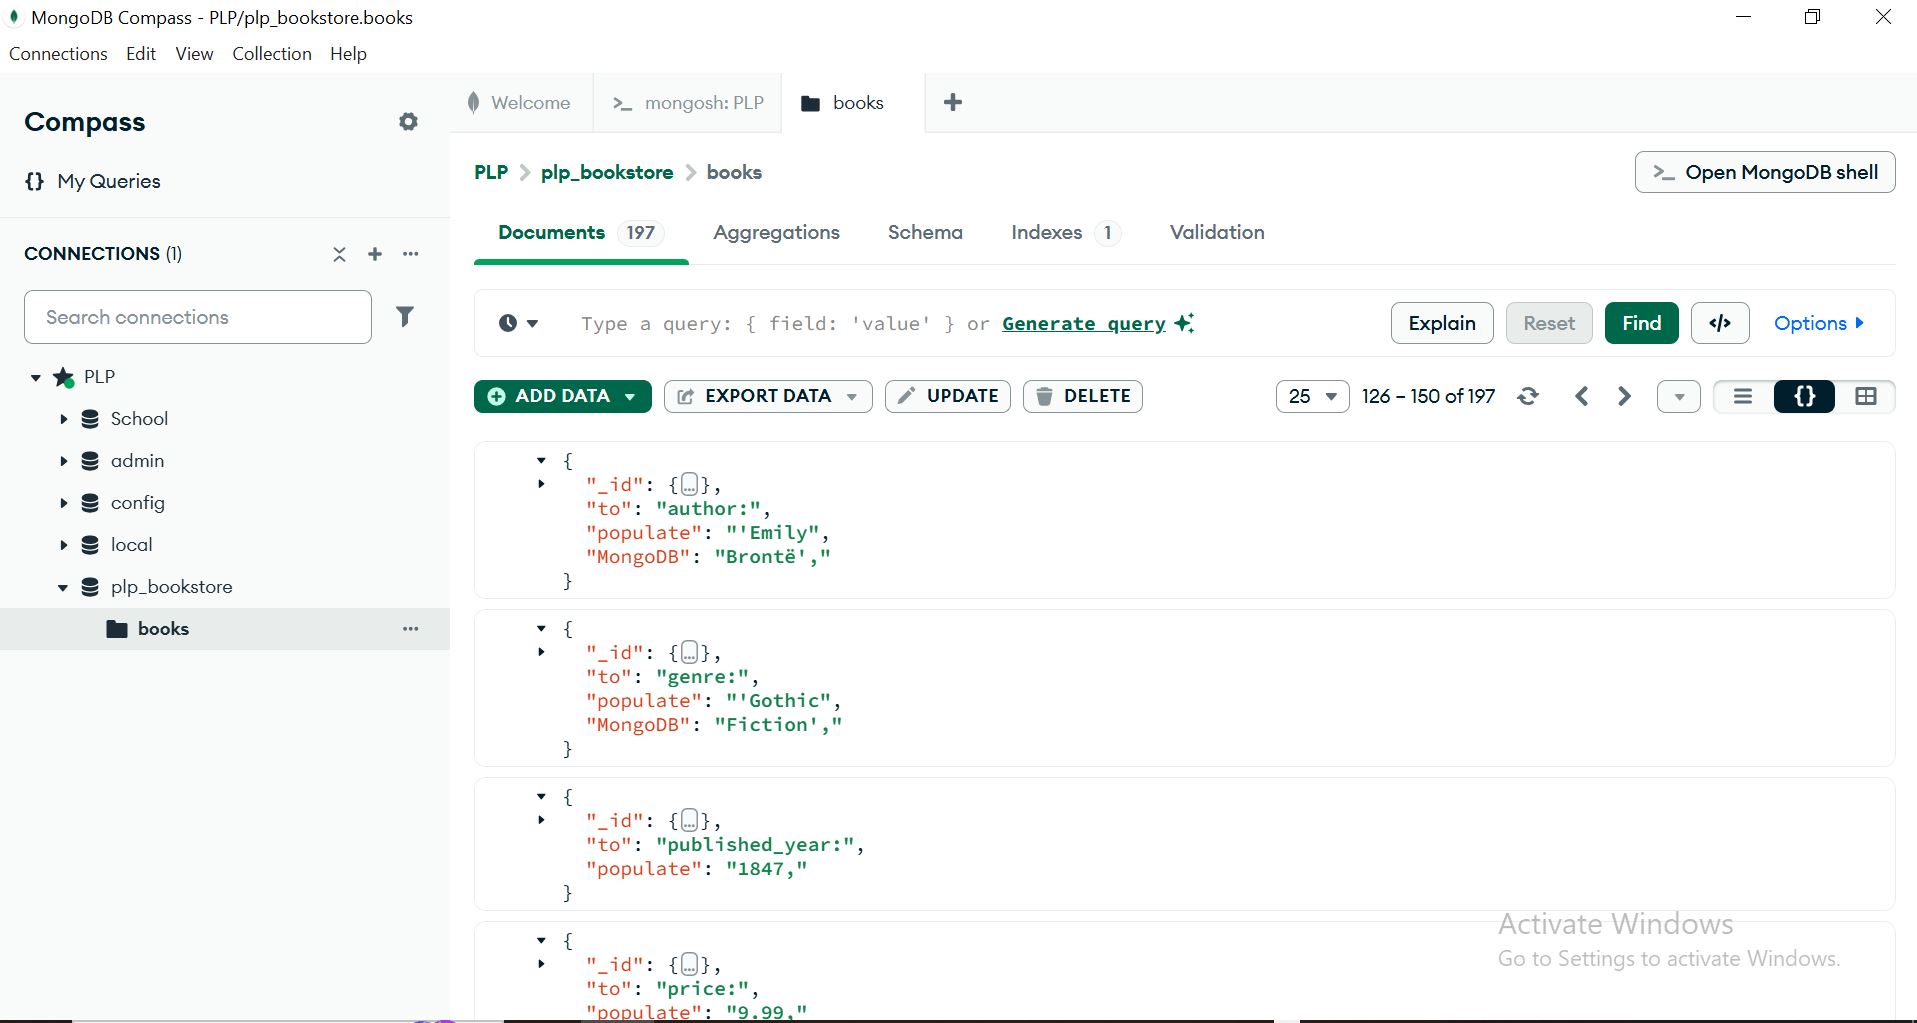 MongoDB Compass - PLP/plp_bookstore.books
Connections Edit View Collection Help
Compass
{} My Queries
CONNECTIONS (1)
Search connections
PLP
School
admin
config
local
plp_bookstore
books
Welcome
>_ mongosh: PLP
books
PLP > plp_bookstore > books
>_ Open MongoDB shell
Documents 197 Aggregations Schema Indexes 1 Validation
Type a query: { field: 'value' } or Generate query
Explain Reset Find </> Options
ADD DATA EXPORT DATA UPDATE DELETE
25 126 – 150 of 197 {}
{
"_id": {…},
"to": "author:",
"populate": "'Emily",
"MongoDB": "Brontë',"
}
{
"_id": {…},
"to": "genre:",
"populate": "'Gothic",
"MongoDB": "Fiction',"
}
{
"_id": {…},
"to": "published_year:",
"populate": "1847,"
}
{
"_id": {…},
"to": "price:",
"populate": "9.99,"
Activate Windows
Go to Settings to activate Windows.